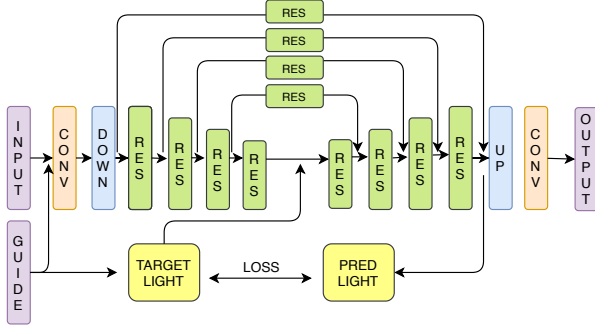 RES
RES
RES
RES
INPUT
CONV
DOWN
RES
RES
RES
RES
RES
RES
RES
RES
UP
CONV
OUTPUT
GUIDE
TARGET
LIGHT
LOSS
PRED
LIGHT